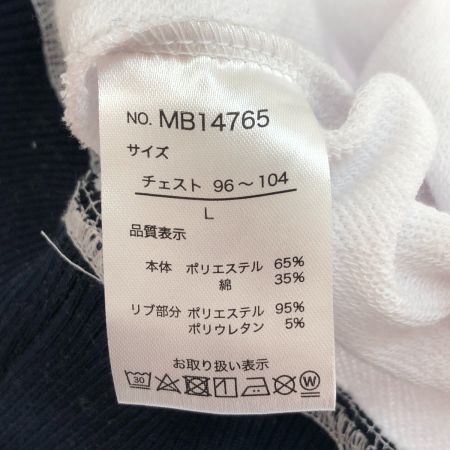 NO. MB14765
サイズ
チェスト 96～104
L
品質表示
本体 ポリエステル 65%
綿 35%
リブ部分 ポリエステル 95%
ポリウレタン 5%
お取り扱い表示
30
W